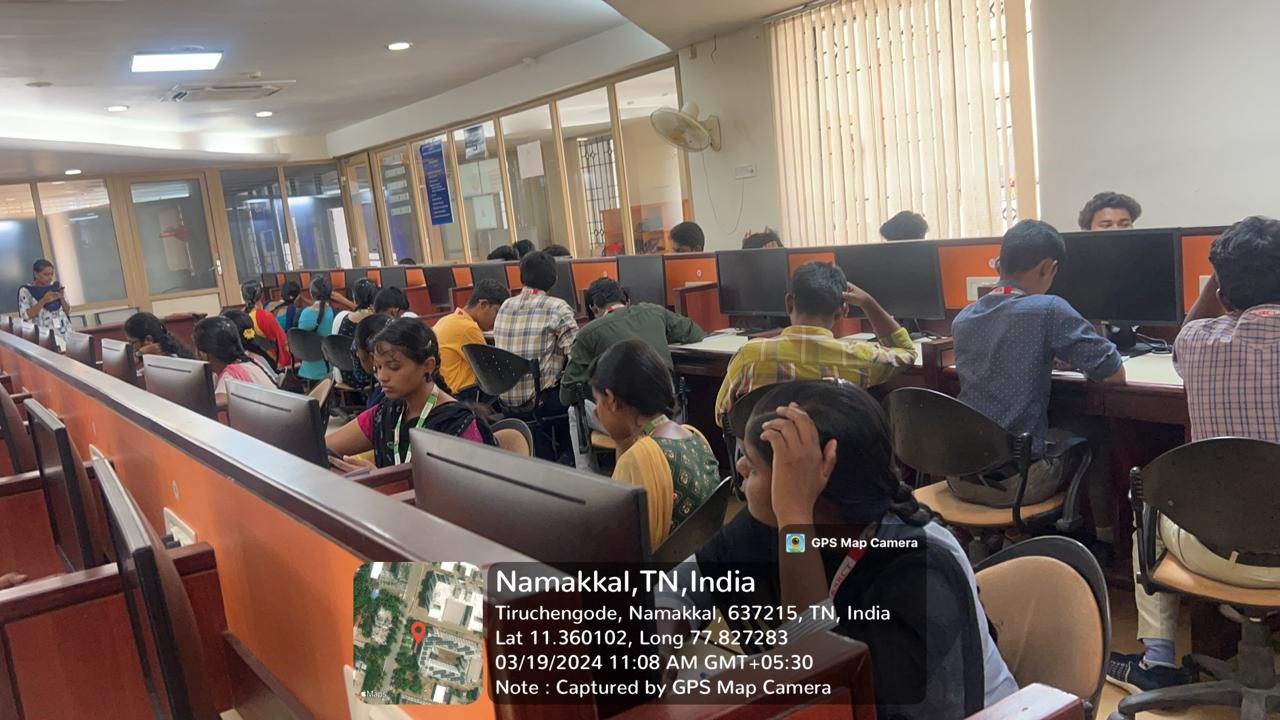 GPS Map Camera
Namakkal,TN,India
Tiruchengode, Namakkal, 637215, TN, India
Lat 11.360102, Long 77.827283
03/19/2024 11:08 AM GMT+05:30
Note : Captured by GPS Map Camera
Maps